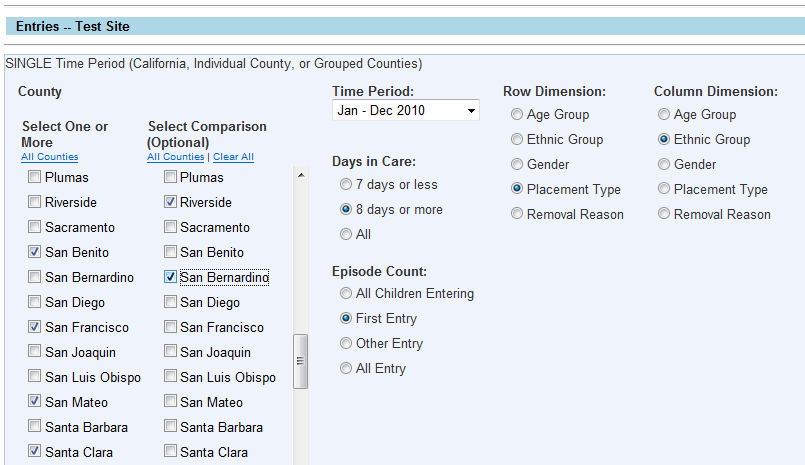 Entries -- Test Site
SINGLE Time Period (California, Individual County, or Grouped Counties)
County
Select One or
More
All Counties
Plumas
Riverside
Sacramento
San Benito
San Bernardino
San Diego
San Francisco
San Joaquin
San Luis Obispo
San Mateo
Santa Barbara
Santa Clara
Select Comparison
(Optional)
All Counties | Clear All
Plumas
Riverside
Sacramento
San Benito
San Bernardino
San Diego
San Francisco
San Joaquin
San Luis Obispo
San Mateo
Santa Barbara
Santa Clara
Time Period:
Jan - Dec 2010
Days in Care:
7 days or less
8 days or more
All
Episode Count:
All Children Entering
First Entry
Other Entry
All Entry
Row Dimension:
Age Group
Ethnic Group
Gender
Placement Type
Removal Reason
Column Dimension:
Age Group
Ethnic Group
Gender
Placement Type
Removal Reason